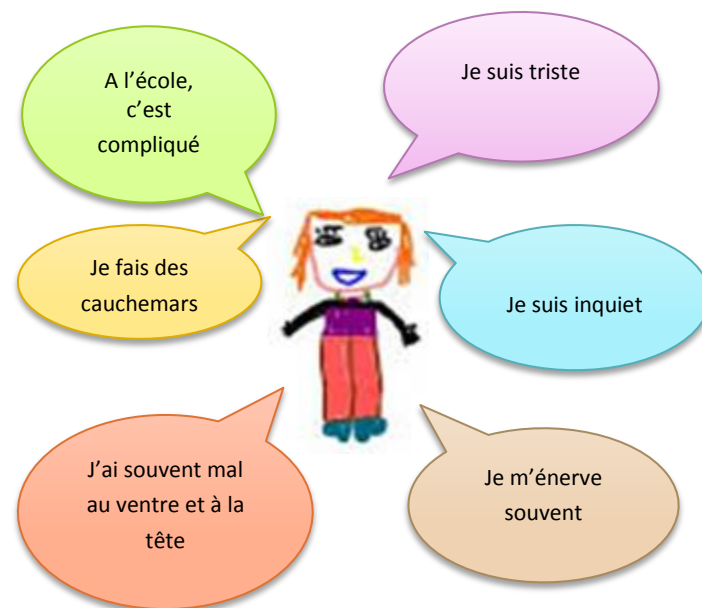 A l’école,
c’est
compliqué
Je suis triste
Je fais des
cauchemars
Je suis inquiet
J’ai souvent mal
au ventre et à la
tête
Je m’énerve
souvent